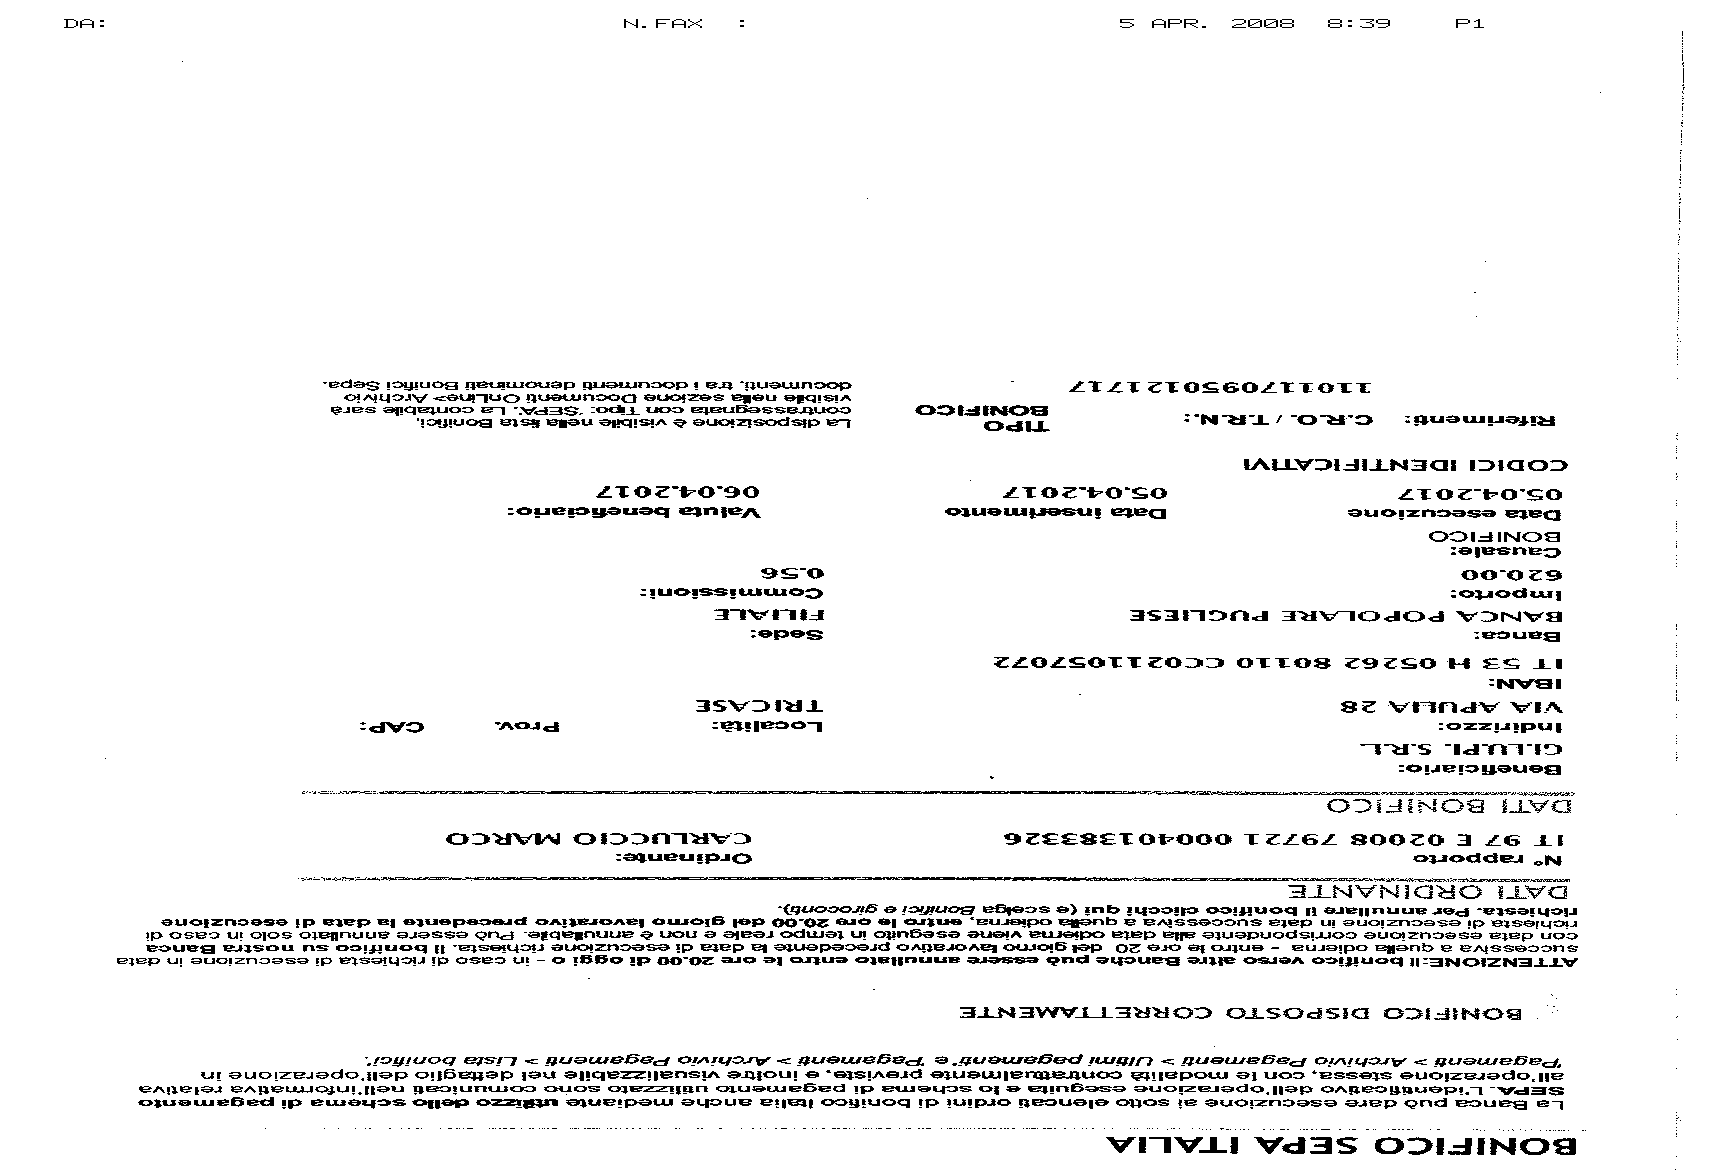 DA: N.FAX : 5 APR. 2008 8:39 P1
BONIFICO SEPA ITALIA
La Banca può dare esecuzione ai sotto elencati ordini di bonifico Italia anche mediante utilizzo dello schema di pagamento
SEPA. L'identificativo dell'operazione eseguita e lo schema di pagamento utilizzato sono comunicati nell'informativa relativa
all'operazione stessa, con le modalità contrattualmente previste, e inoltre visualizzabile nel dettaglio dell'operazione in
'Pagamenti > Archivio Pagamenti > Ultimi pagamenti' e 'Pagamenti > Archivio Pagamenti > Lista bonifici'.
BONIFICO DISPOSTO CORRETTAMENTE
ATTENZIONE:il bonifico verso altre Banche può essere annullato entro le ore 20.00 di oggi o - in caso di richiesta di esecuzione in data
successiva a quella odierna - entro le ore 20 del giorno lavorativo precedente la data di esecuzione richiesta. Il bonifico su nostra Banca
con data esecuzione corrispondente alla data odierna viene eseguito in tempo reale e non è annullabile. Può essere annullato solo in caso di
richiesta di esecuzione in data successiva a quella odierna, entro le ore 20.00 del giorno lavorativo precedente la data di esecuzione
richiesta. Per annullare il bonifico clicchi qui (e scelga Bonifici e giroconti).
DATI ORDINANTE
N° rapporto Ordinante:
IT 97 E 02008 79721 000401383326 CARLUCCIO MARCO
DATI BONIFICO
Beneficiario:
GI.LU.PI. S.R.L.
Indirizzo: Località: Prov. CAP:
VIA APULIA 28 TRICASE
IBAN:
IT 53 H 05262 80110 CC0211057072
Banca: Sede:
BANCA POPOLARE PUGLIESE FILIALE
Importo: Commissioni:
620.00 0.56
Causale:
BONIFICO
Data esecuzione Data inserimento Valuta beneficiario:
05.04.2017 05.04.2017 06.04.2017
CODICI IDENTIFICATIVI
Riferimenti: C.R.O. / T.R.N.: TIPO BONIFICO
1101170950121717
La disposizione è visibile nella lista Bonifici,
contrassegnata con Tipo: 'SEPA'. La contabile sarà
visibile nella sezione Documenti OnLine> Archivio
documenti, tra i documenti denominati Bonifici Sepa.